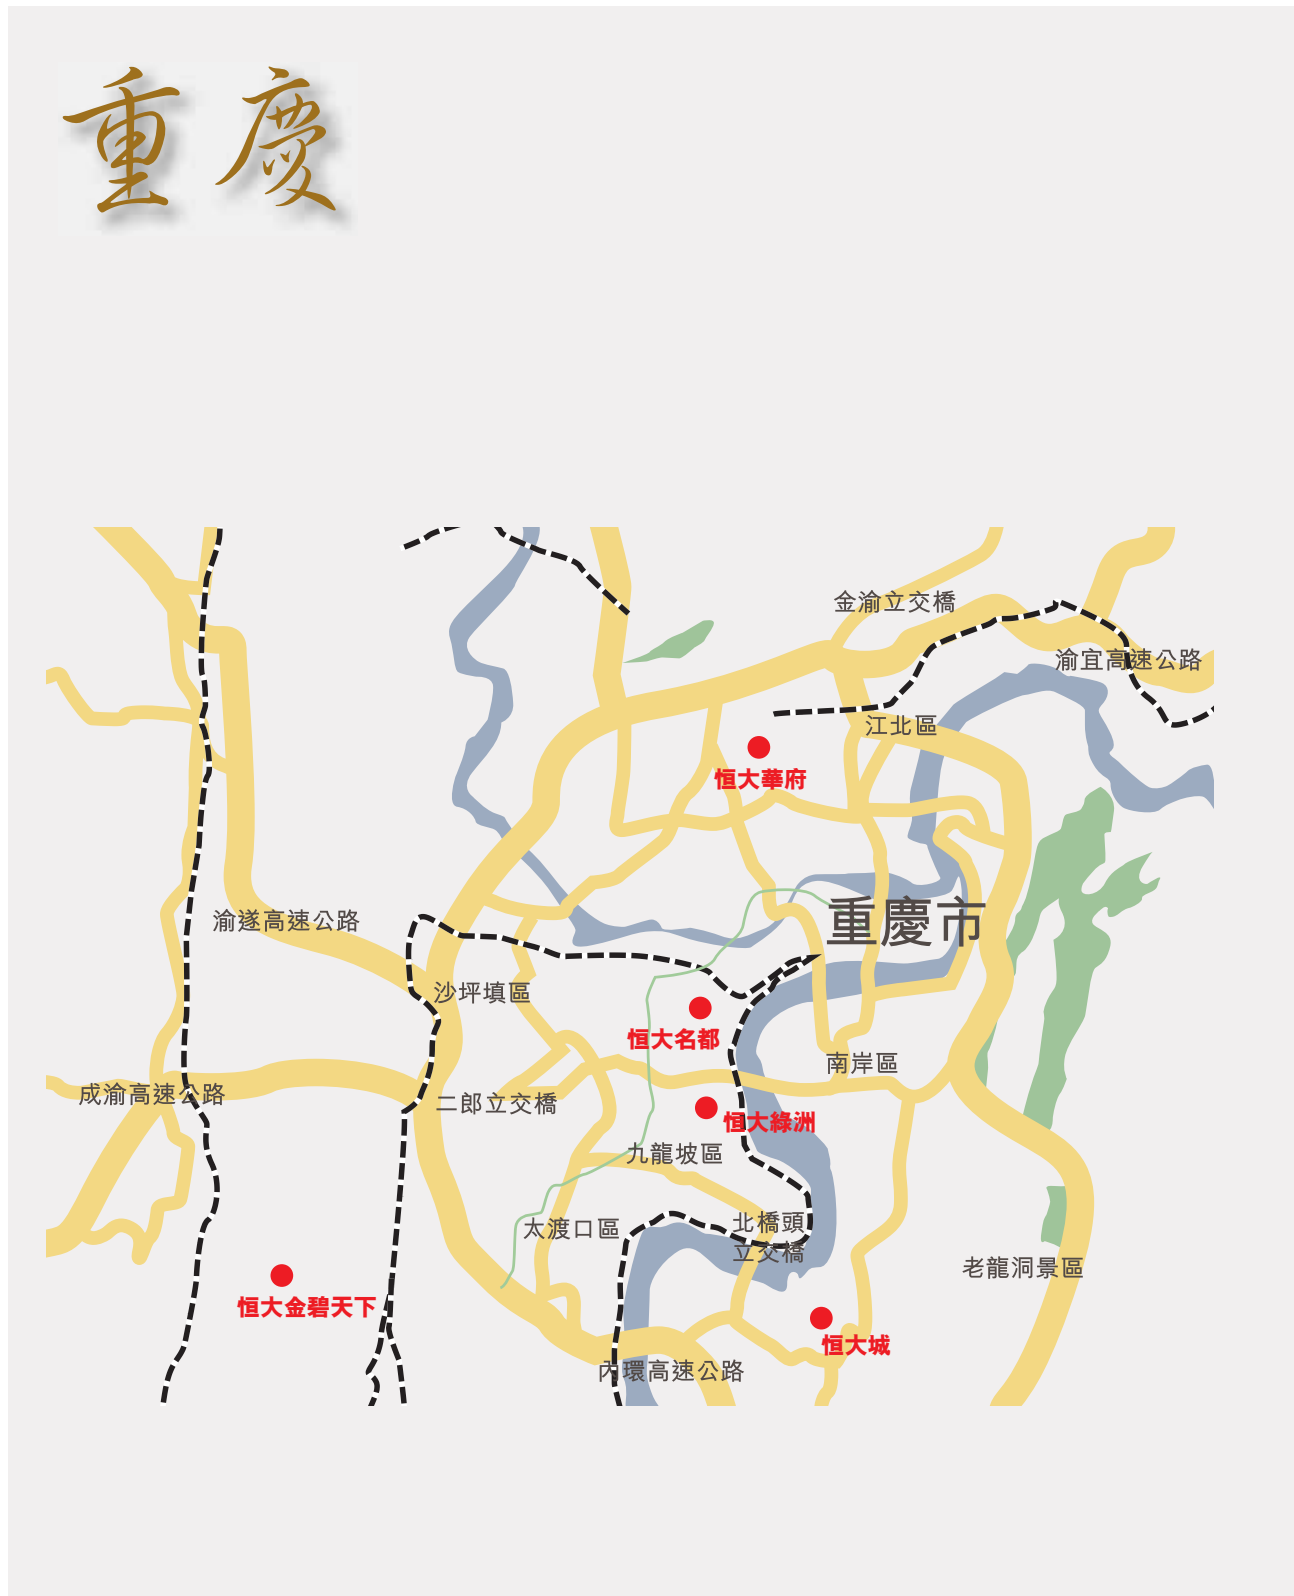 重慶
金渝立交橋
渝宜高速公路
江北區
恒大華府
渝遂高速公路
重慶市
沙坪填區
恒大名都
南岸區
成渝高速公路
二郎立交橋
恒大綠洲
九龍坡區
太渡口區
北橋頭
立交橋
老龍洞景區
恒大金碧天下
恒大城
內環高速公路